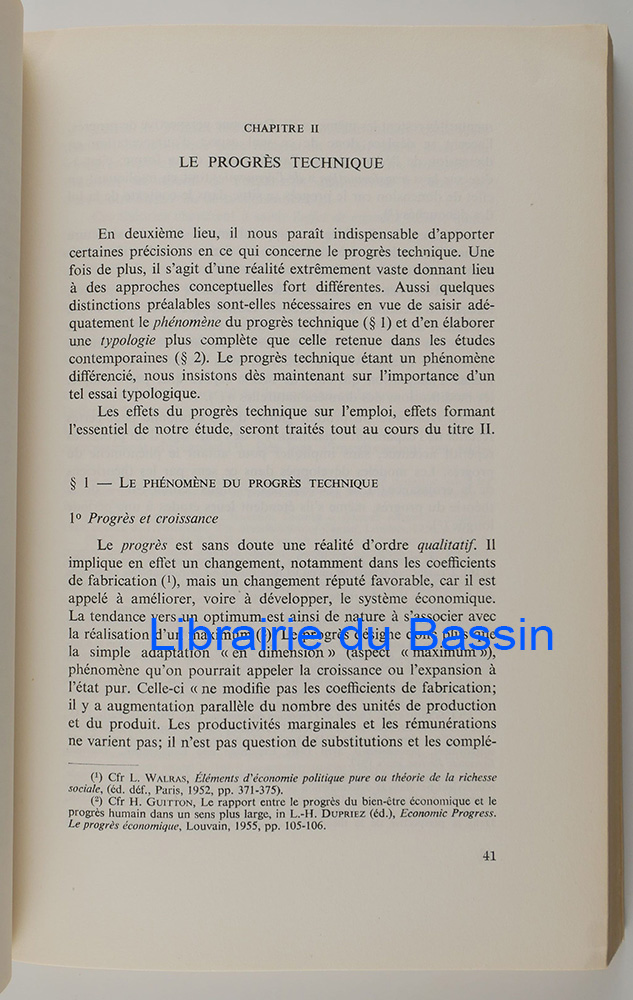 CHAPITRE II
LE PROGRÈS TECHNIQUE
En deuxième lieu, il nous paraît indispensable d'apporter
certaines précisions en ce qui concerne le progrès technique. Une
fois de plus, il s'agit d'une réalité extrêmement vaste donnant lieu
à des approches conceptuelles fort différentes. Aussi quelques
distinctions préalables sont-elles nécessaires en vue de saisir adé-
quatement le phénomène du progrès technique (§ 1) et d'en élaborer
une typologie plus complète que celle retenue dans les études
contemporaines (§ 2). Le progrès technique étant un phénomène
différencié, nous insistons dès maintenant sur l'importance d'un
tel essai typologique.
Les effets du progrès technique sur l'emploi, effets formant
l'essentiel de notre étude, seront traités tout au cours du titre II.
§ 1 — LE PHÉNOMÈNE DU PROGRÈS TECHNIQUE
1º Progrès et croissance
Le progrès est sans doute une réalité d'ordre qualitatif. Il
implique en effet un changement, notamment dans les coefficients
de fabrication (¹), mais un changement réputé favorable, car il est
appelé à améliorer, voire à développer, le système économique.
La tendance vers un optimum est ainsi de nature à s'associer avec
la réalisation d'un maximum (²). Le progrès désigne donc plus que
Librairie du Bassin
la simple adaptation « en dimension » (aspect « maximum »),
phénomène qu'on pourrait appeler la croissance ou l'expansion à
l'état pur. Celle-ci « ne modifie pas les coefficients de fabrication;
il y a augmentation parallèle du nombre des unités de production
et du produit. Les productivités marginales et les rémunérations
ne varient pas; il n'est pas question de substitutions et les complé-
(¹) Cfr L. WALRAS, Éléments d'économie politique pure ou théorie de la richesse
sociale, (éd. déf., Paris, 1952, pp. 371-375).
(²) Cfr H. GUITTON, Le rapport entre le progrès du bien-être économique et le
progrès humain dans un sens plus large, in L.-H. DUPRIEZ (éd.), Economic Progress.
Le progrès économique, Louvain, 1955, pp. 105-106.
41